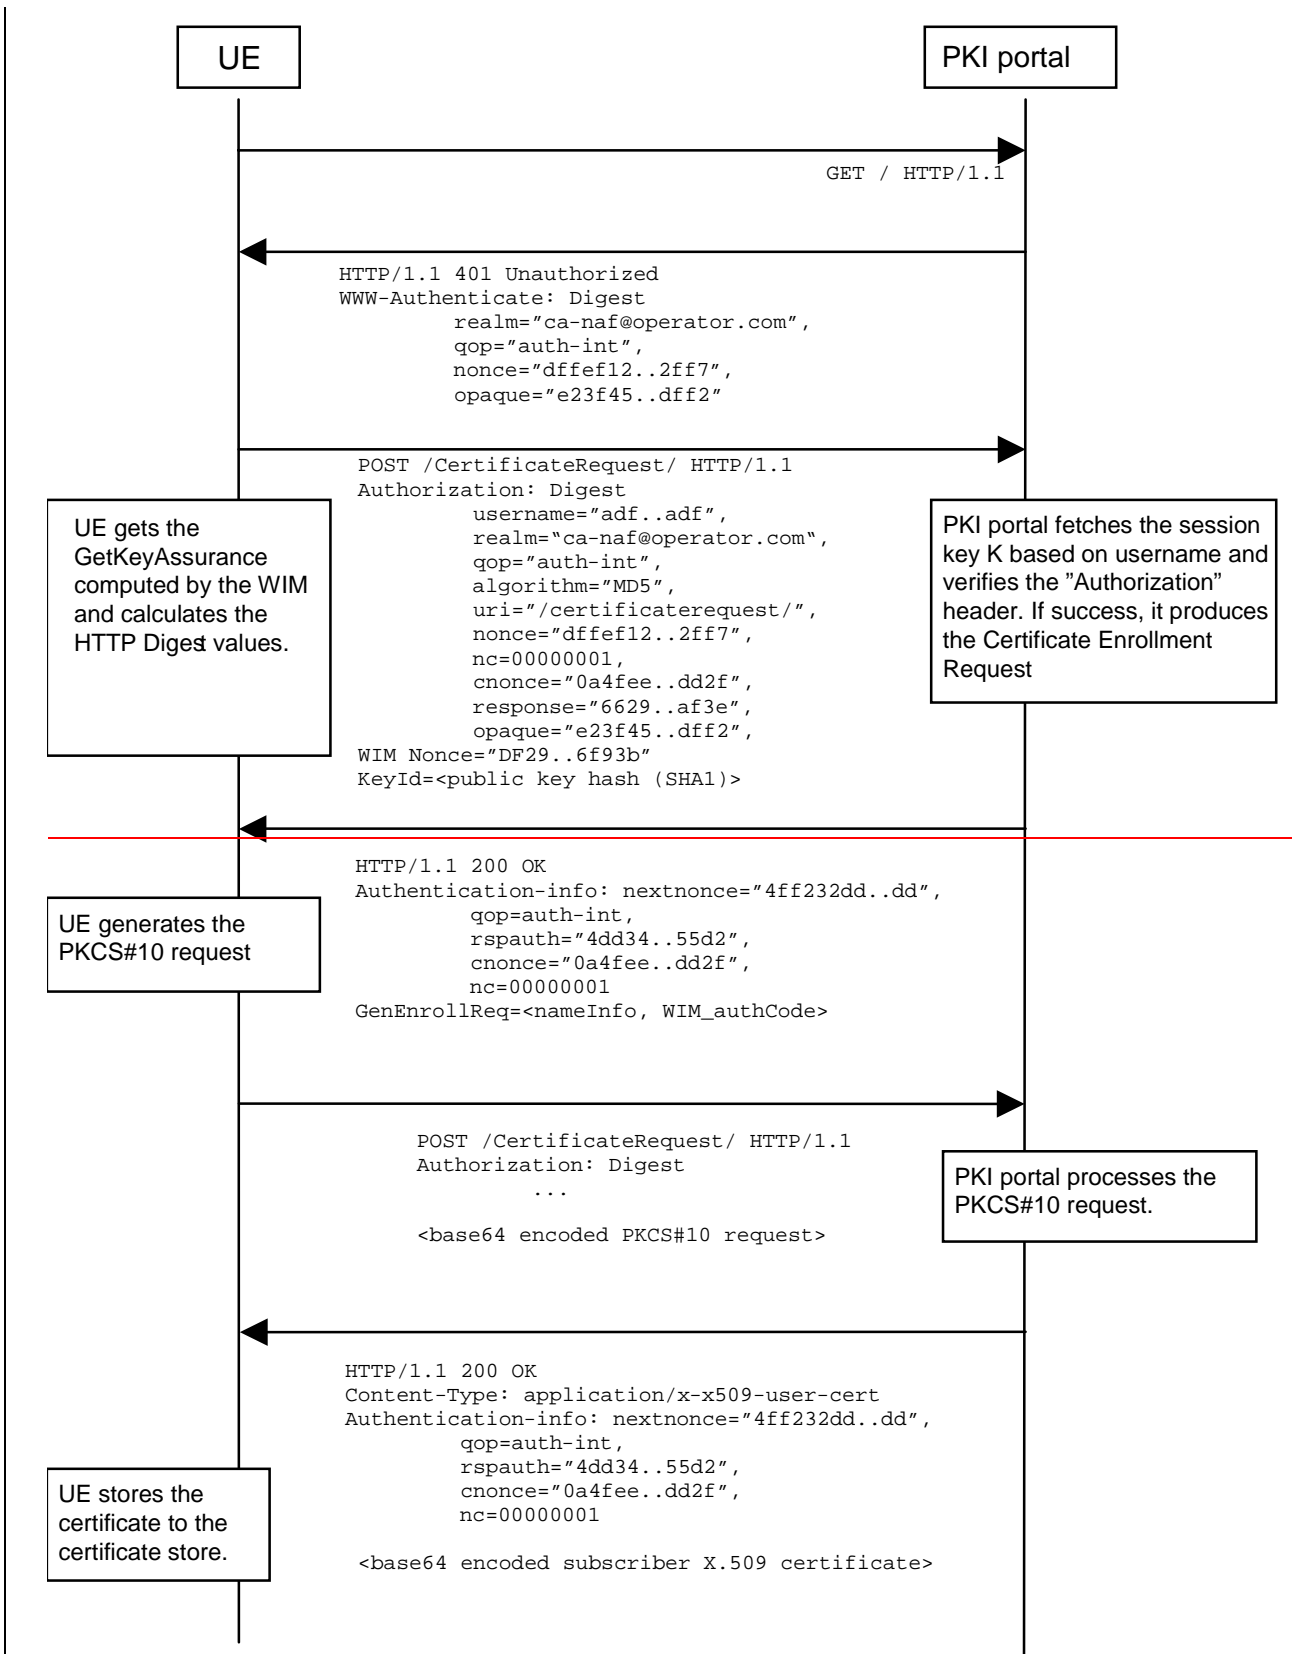 UE
PKI portal
GET / HTTP/1.1
HTTP/1.1 401 Unauthorized
WWW-Authenticate: Digest
realm="ca-naf@operator.com",
qop="auth-int",
nonce="dffef12..2ff7",
opaque="e23f45..dff2"
POST /CertificateRequest/ HTTP/1.1
Authorization: Digest
username="adf..adf",
realm="ca-naf@operator.com",
qop="auth-int",
algorithm="MD5",
uri="/certificaterequest/",
nonce="dffef12..2ff7",
nc=00000001,
cnonce="0a4fee..dd2f",
response="6629..af3e",
opaque="e23f45..dff2",
WIM Nonce="DF29..6f93b"
KeyId=<public key hash (SHA1)>
UE gets the
GetKeyAssurance
computed by the WIM
and calculates the
HTTP Digest values.
PKI portal fetches the session
key K based on username and
verifies the "Authorization"
header. If success, it produces
the Certificate Enrollment
Request
HTTP/1.1 200 OK
Authentication-info: nextnonce="4ff232dd..dd",
qop=auth-int,
rspauth="4dd34..55d2",
cnonce="0a4fee..dd2f",
nc=00000001
GenEnrollReq=<nameInfo, WIM_authCode>
UE generates the
PKCS#10 request
POST /CertificateRequest/ HTTP/1.1
Authorization: Digest
...
<base64 encoded PKCS#10 request>
PKI portal processes the
PKCS#10 request.
HTTP/1.1 200 OK
Content-Type: application/x-x509-user-cert
Authentication-info: nextnonce="4ff232dd..dd",
qop=auth-int,
rspauth="4dd34..55d2",
cnonce="0a4fee..dd2f",
nc=00000001
<base64 encoded subscriber X.509 certificate>
UE stores the
certificate to the
certificate store.